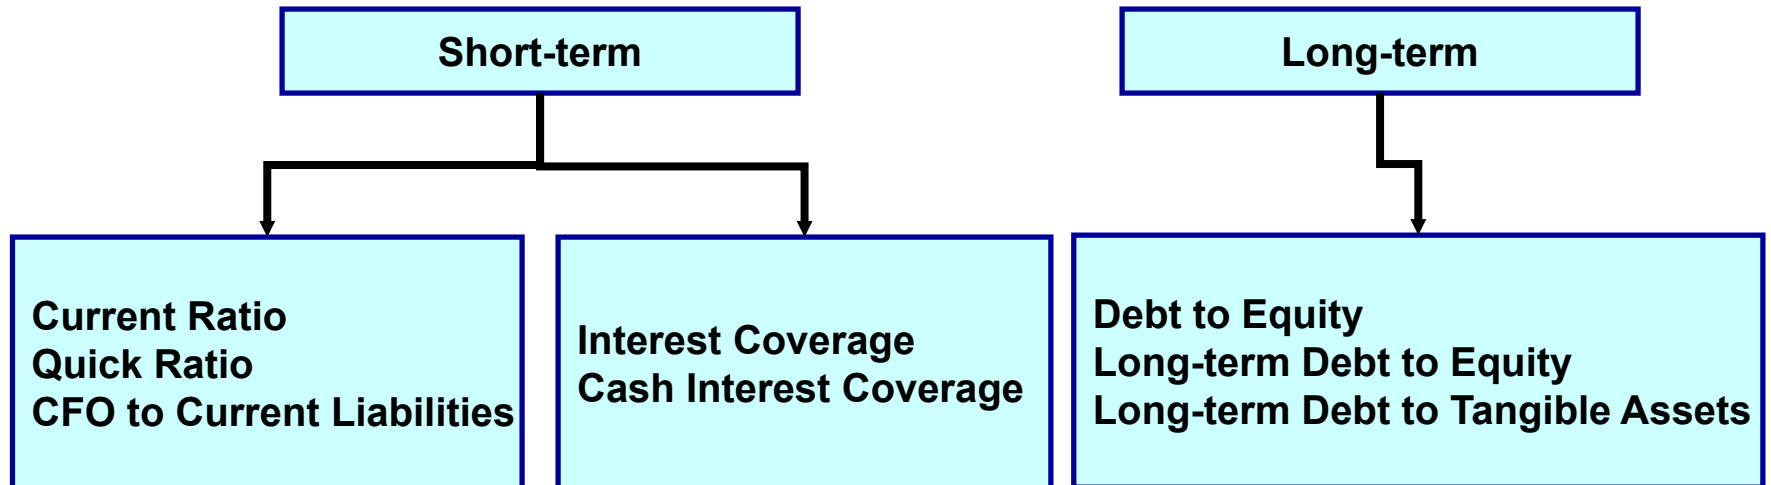 Short-term
Long-term
Current Ratio
Quick Ratio
CFO to Current Liabilities
Interest Coverage
Cash Interest Coverage
Debt to Equity
Long-term Debt to Equity
Long-term Debt to Tangible Assets